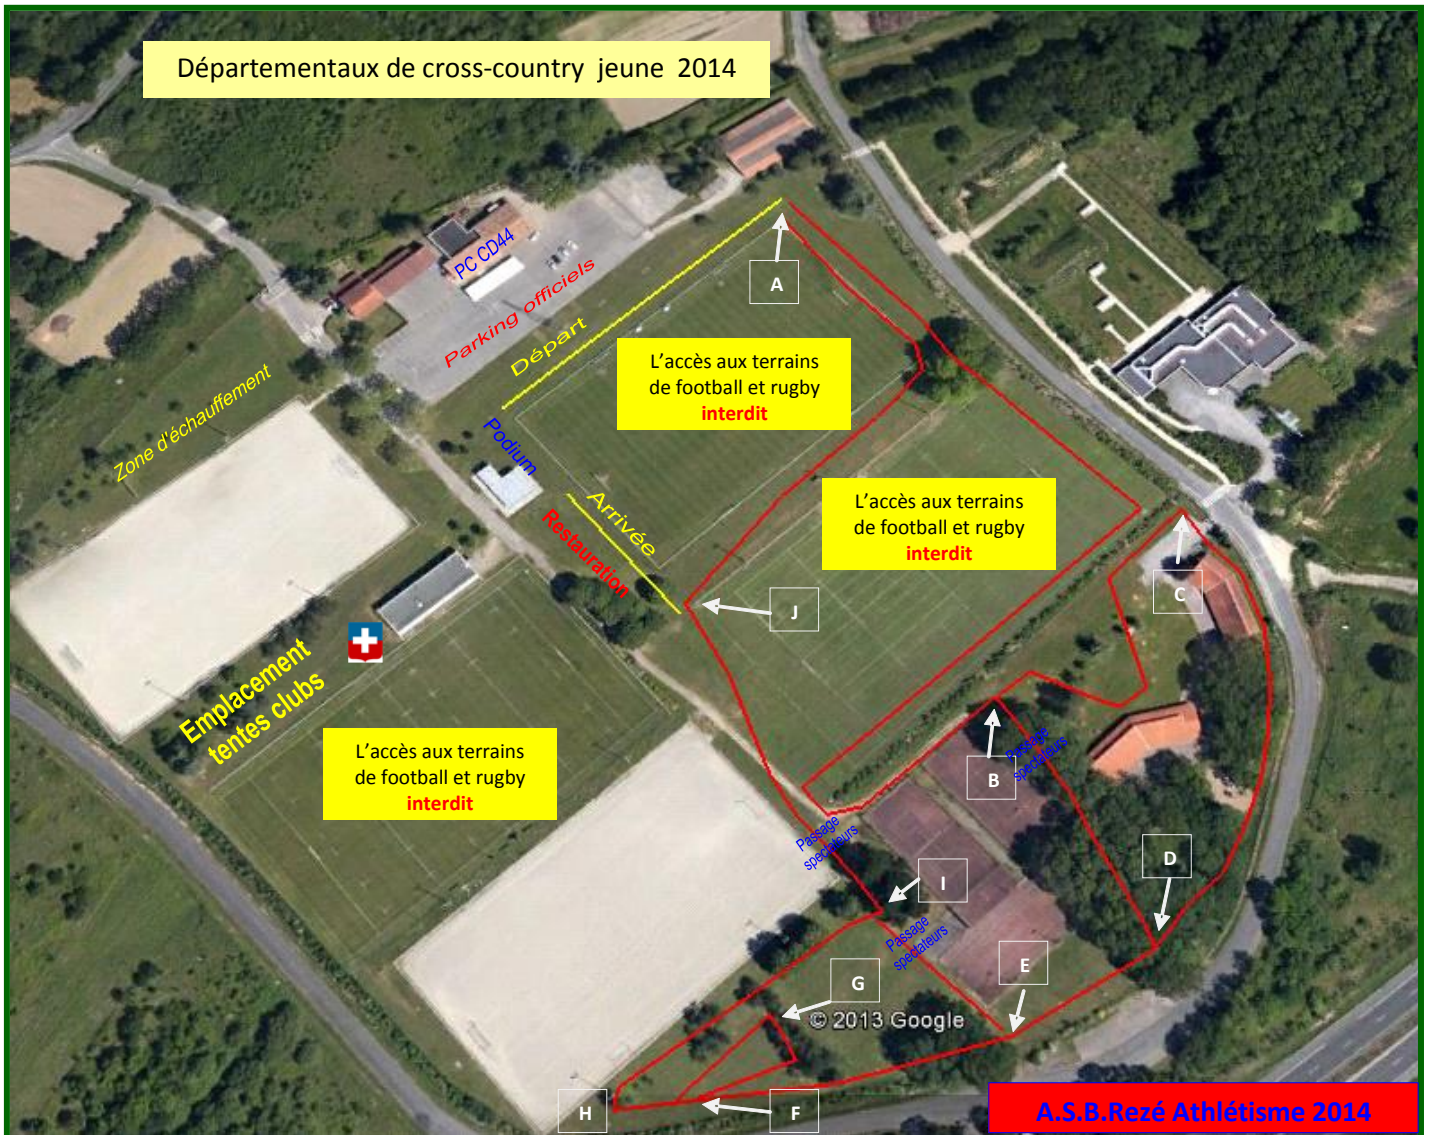 Départementaux de cross-country jeune 2014
PC CD44
Parking officiels
Départ
A
L'accès aux terrains
de football et rugby
interdit
Zone d'échauffement
Podium
Arrivée
Restauration
L'accès aux terrains
de football et rugby
interdit
C
J
Emplacement
tentes clubs
L'accès aux terrains
de football et rugby
interdit
B
Passage
spectateurs
Passage
spectateurs
D
I
Passage
spectateurs
E
G
© 2013 Google
H
F
A.S.B.Rezé Athlétisme 2014